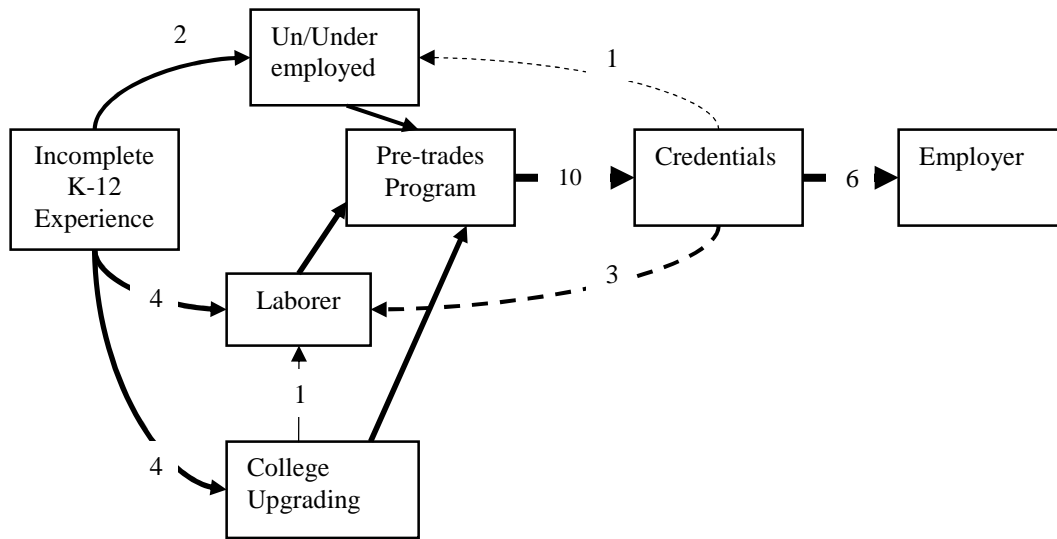 2
Un/Under
employed
1
Incomplete
K-12
Experience
Pre-trades
Program
10
Credentials
6
Employer
4
Laborer
3
1
4
College
Upgrading